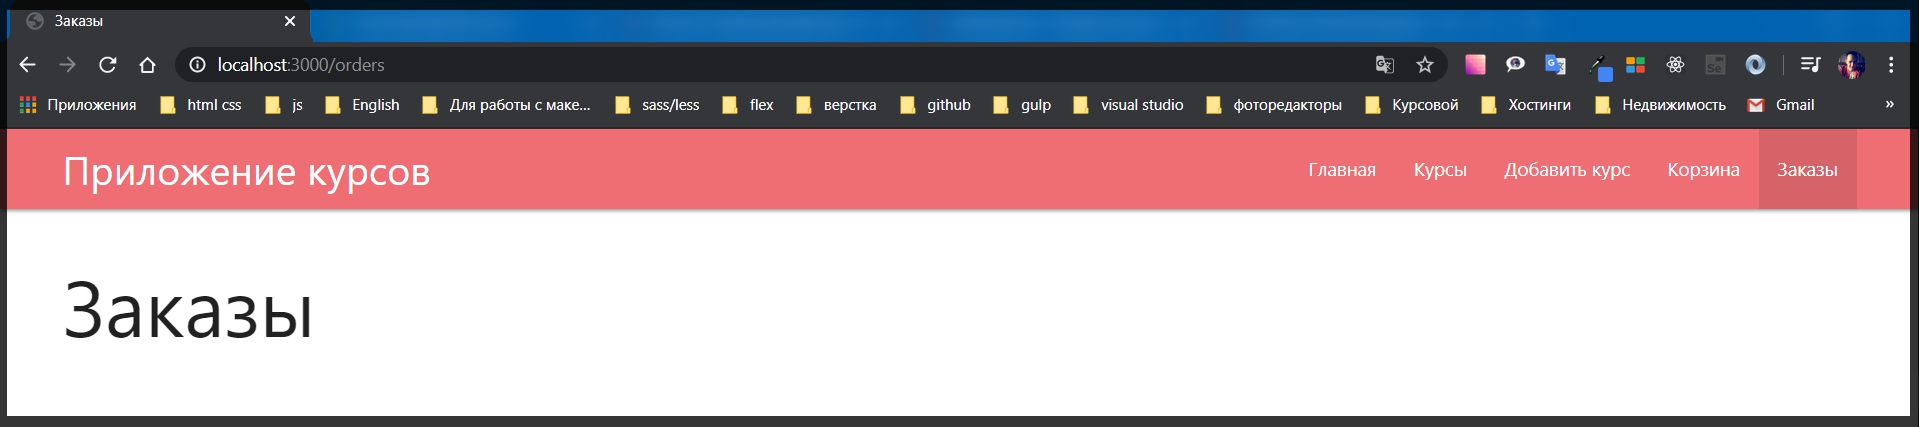 Заказы
localhost:3000/orders
Приложения html css js English Для работы с маке... sass/less flex верстка github gulp visual studio фоторедакторы Курсовой Хостинги Недвижимость Gmail »
Приложение курсов Главная Курсы Добавить курс Корзина Заказы
Заказы